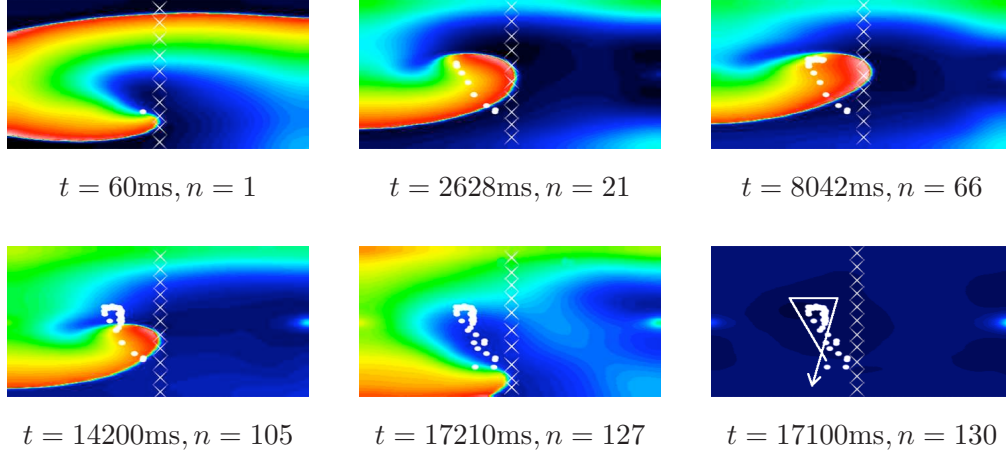 t = 60ms, n = 1
t = 2628ms, n = 21
t = 8042ms, n = 66
t = 14200ms, n = 105
t = 17210ms, n = 127
t = 17100ms, n = 130